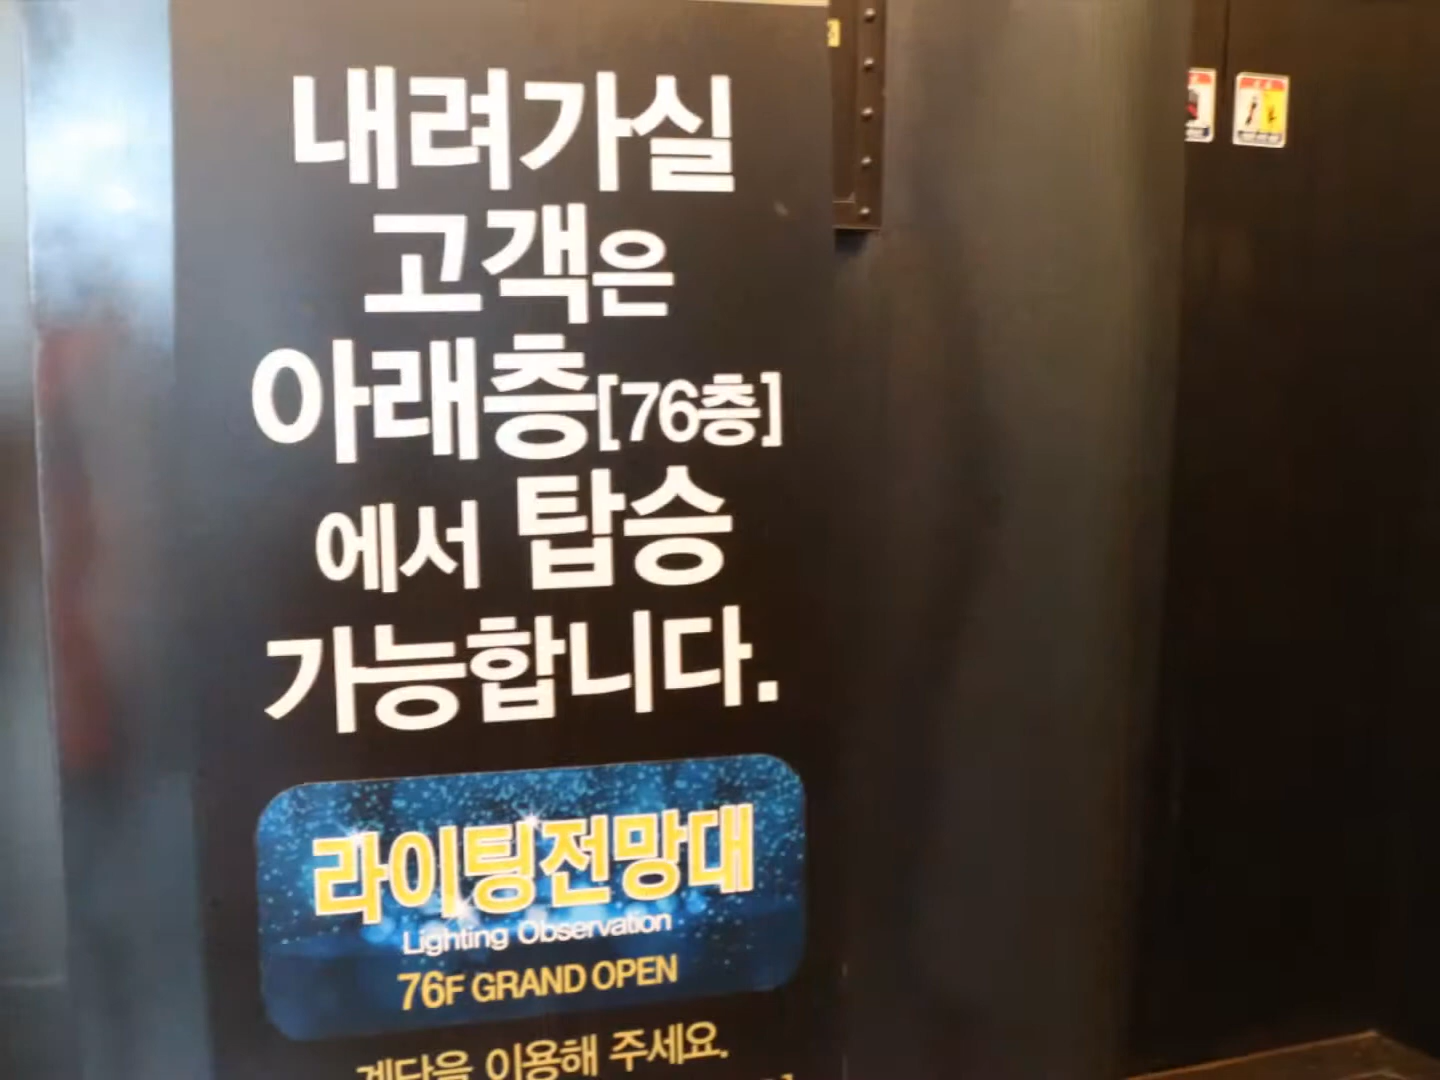 내려가실
고객은
아래층[76층]
에서 탑승
가능합니다.
라이팅전망대
Lighting Observation
76F GRAND OPEN
계단을 이용해 주세요.